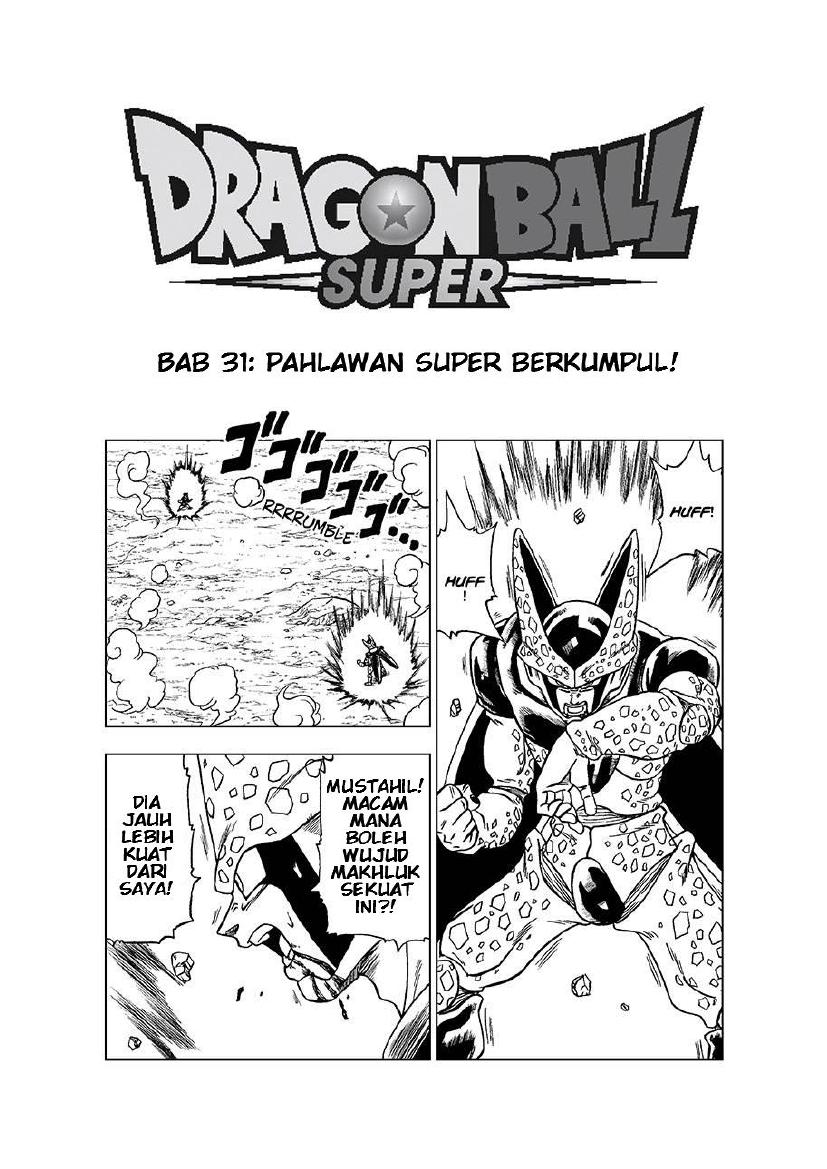 DRAGON BALL
SUPER
BAB 31: PAHLAWAN SUPER BERKUMPUL!
HUFF!
HUFF
!
ゴゴゴゴゴ...
RRRRUMBLE
MUSTAHIL!
MACAM
MANA
BOLEH
WUJUD
MAKHLUK
SEKUAT
INI?!
DIA
JAUH
LEBIH
KUAT
DARI
SAYA!